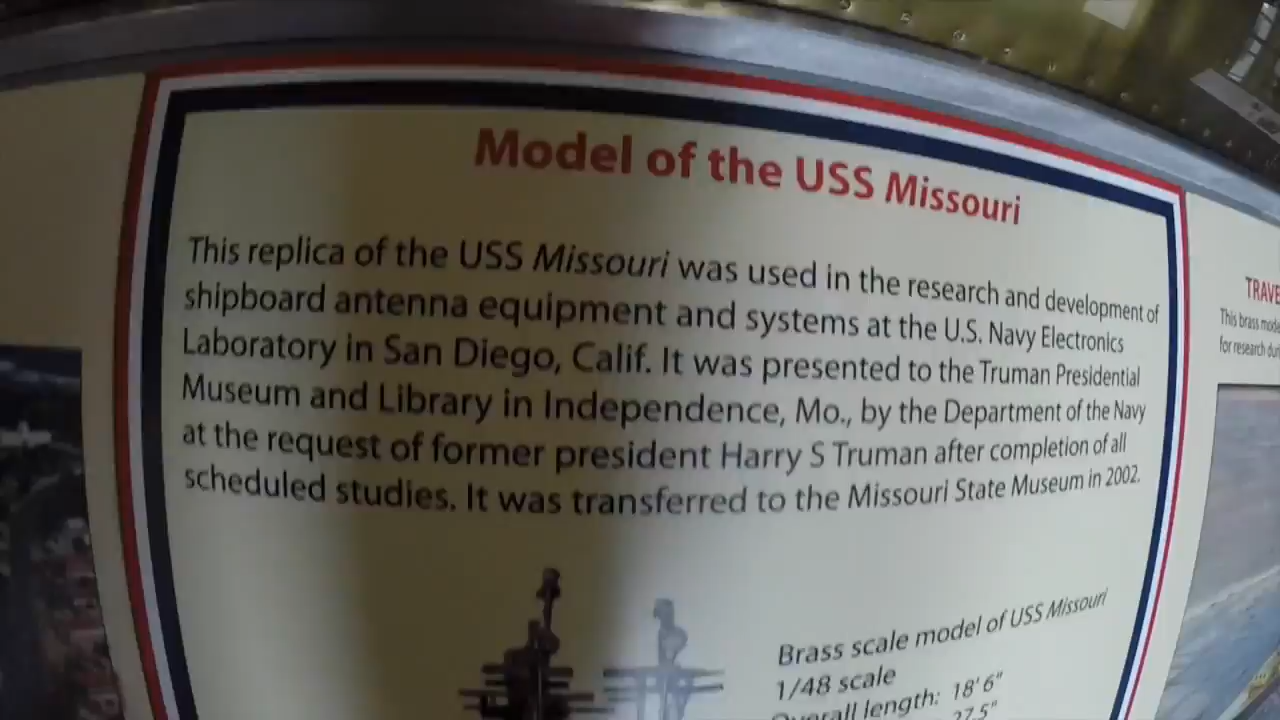 Model of the USS Missouri
This replica of the USS Missouri was used in the research and development of
shipboard antenna equipment and systems at the U.S. Navy Electronics
Laboratory in San Diego, Calif. It was presented to the Truman Presidential
Museum and Library in Independence, Mo., by the Department of the Navy
at the request of former president Harry S Truman after completion of all
scheduled studies. It was transferred to the Missouri State Museum in 2002.
Brass scale model of USS Missouri
1/48 scale
Overall length: 18' 6"
27.5"
TRAVE
This brass mode
for research duri